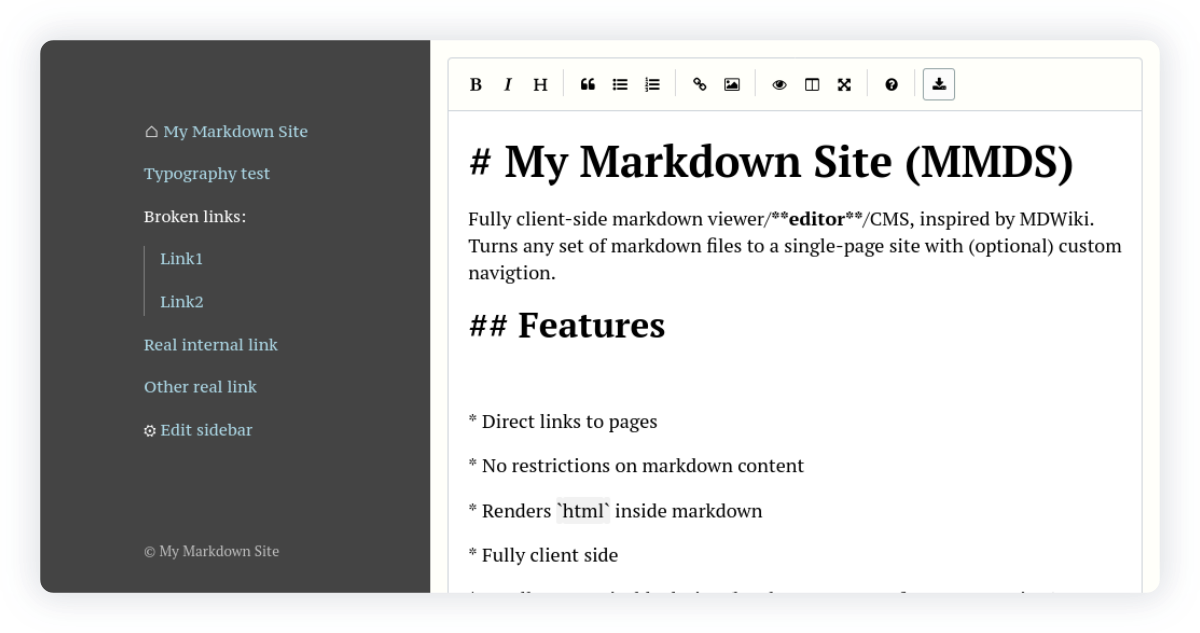 My Markdown Site
Typography test
Broken links:
Link1
Link2
Real internal link
Other real link
Edit sidebar
© My Markdown Site
B I H
# My Markdown Site (MMDS)
Fully client-side markdown viewer/**editor**/CMS, inspired by MDWiki.
Turns any set of markdown files to a single-page site with (optional) custom
navigtion.
## Features
* Direct links to pages
* No restrictions on markdown content
* Renders `html` inside markdown
* Fully client side